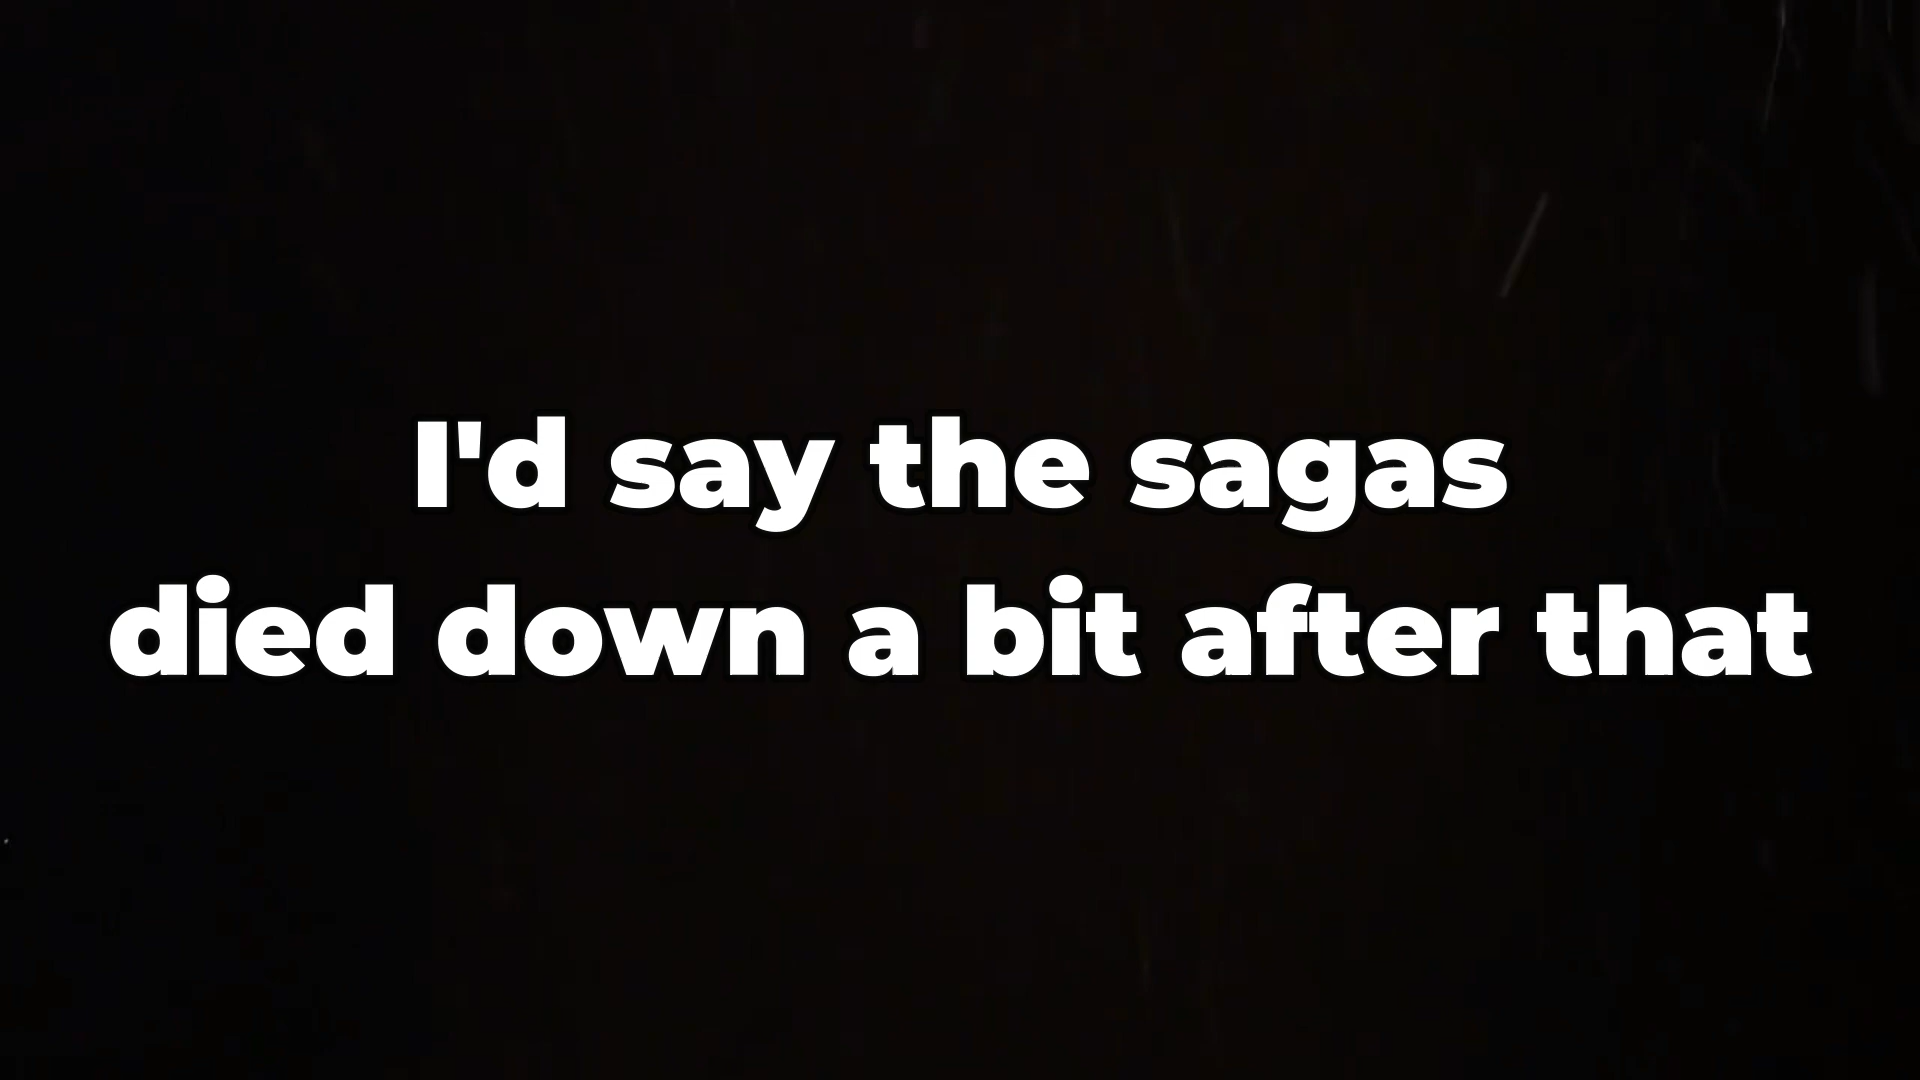 I'd say the sagas
died down a bit after that